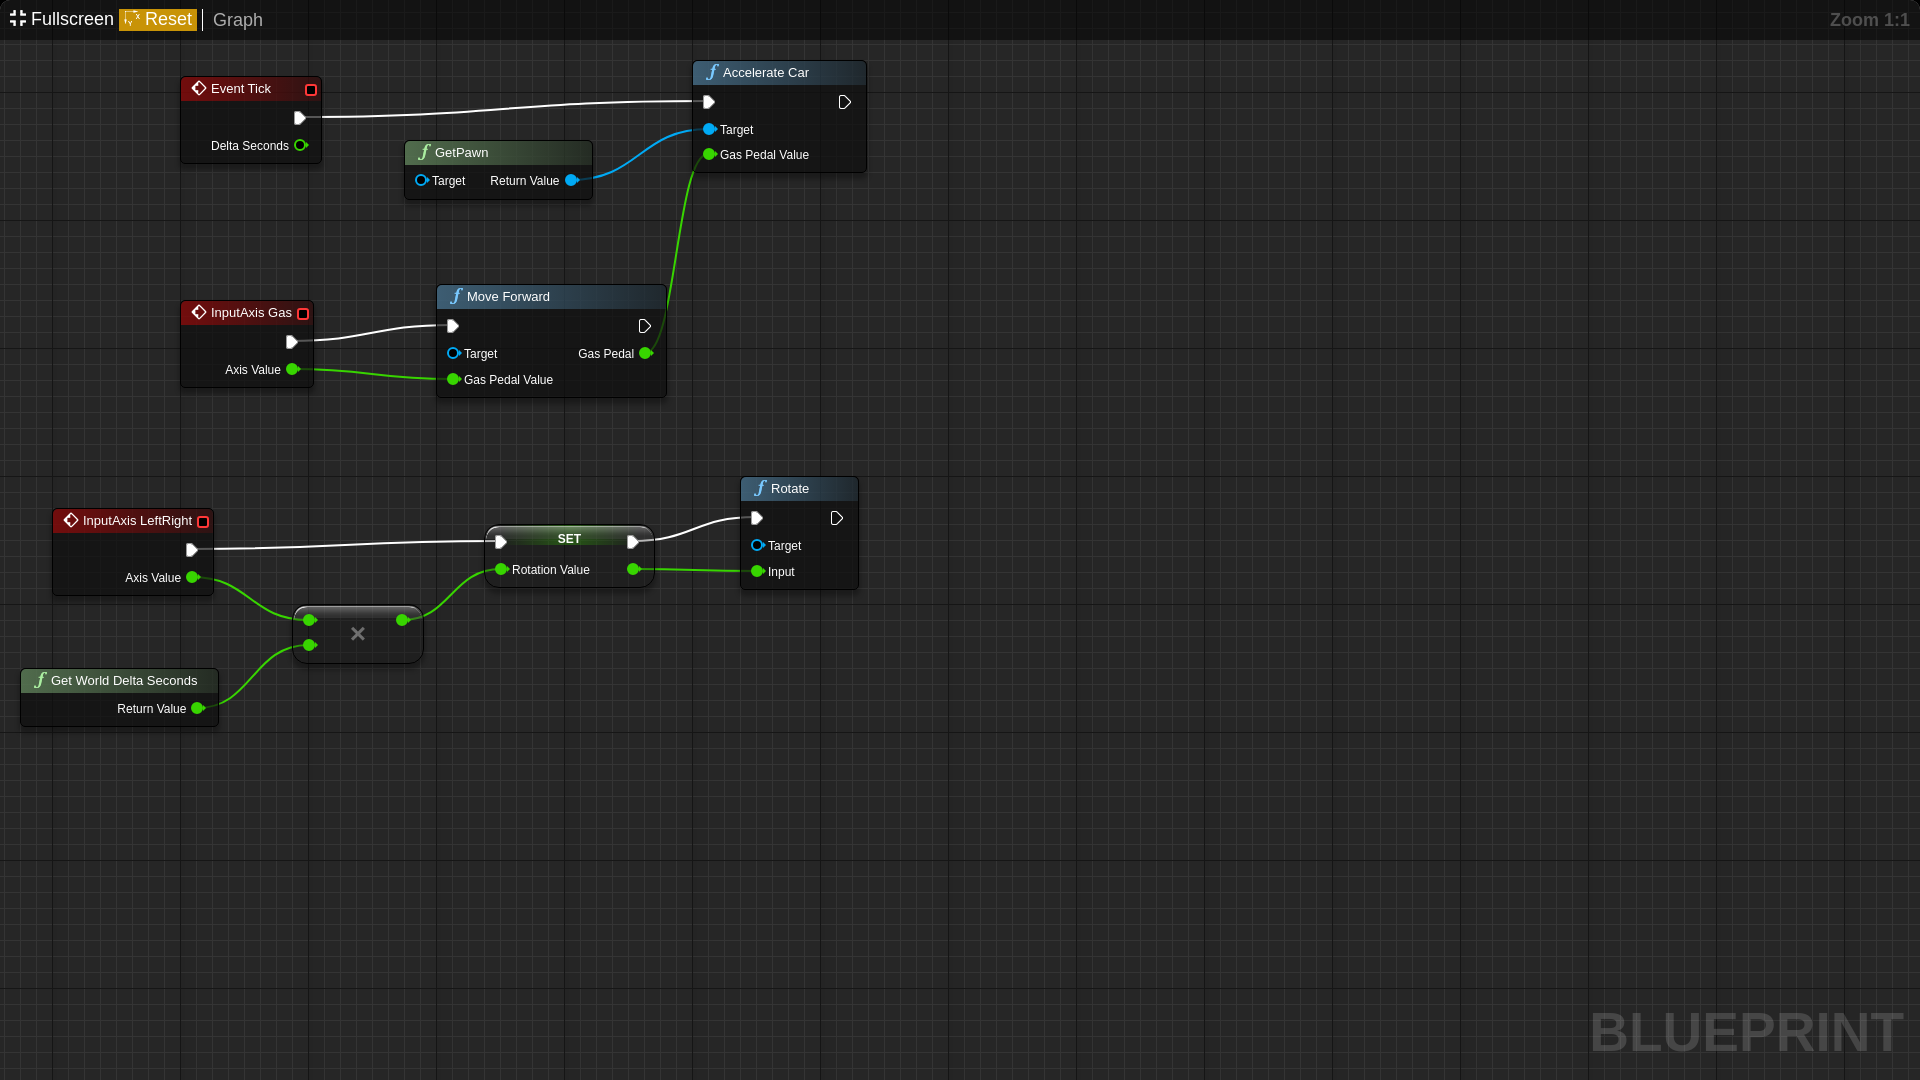 Fullscreen Reset Graph Zoom 1:1
Event Tick
Delta Seconds
GetPawn
Target Return Value
Accelerate Car
Target
Gas Pedal Value
InputAxis Gas
Axis Value
Move Forward
Target Gas Pedal
Gas Pedal Value
InputAxis LeftRight
Axis Value
SET
Rotation Value
Rotate
Target
Input
Get World Delta Seconds
Return Value
BLUEPRINT